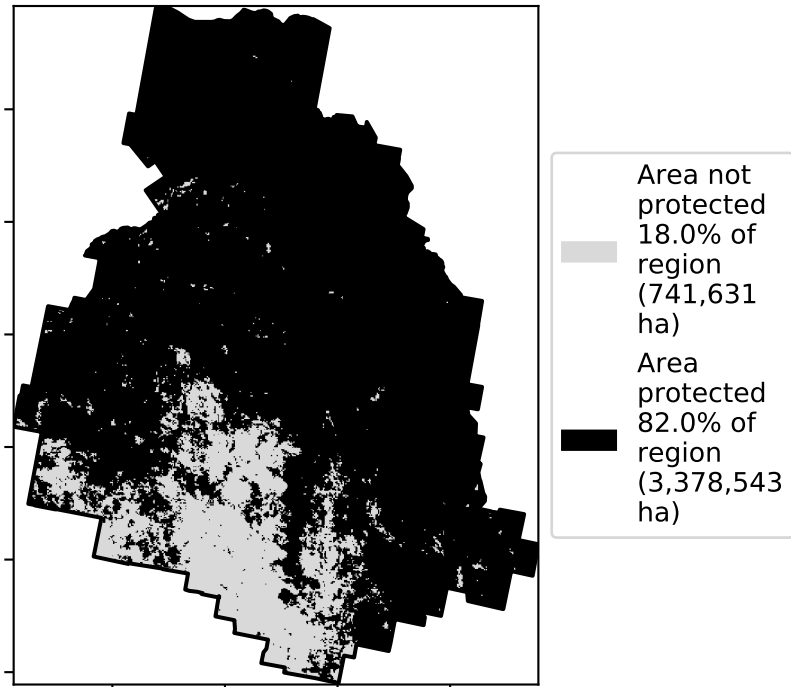 Area not
protected
18.0% of
region
(741,631
ha)
Area
protected
82.0% of
region
(3,378,543
ha)